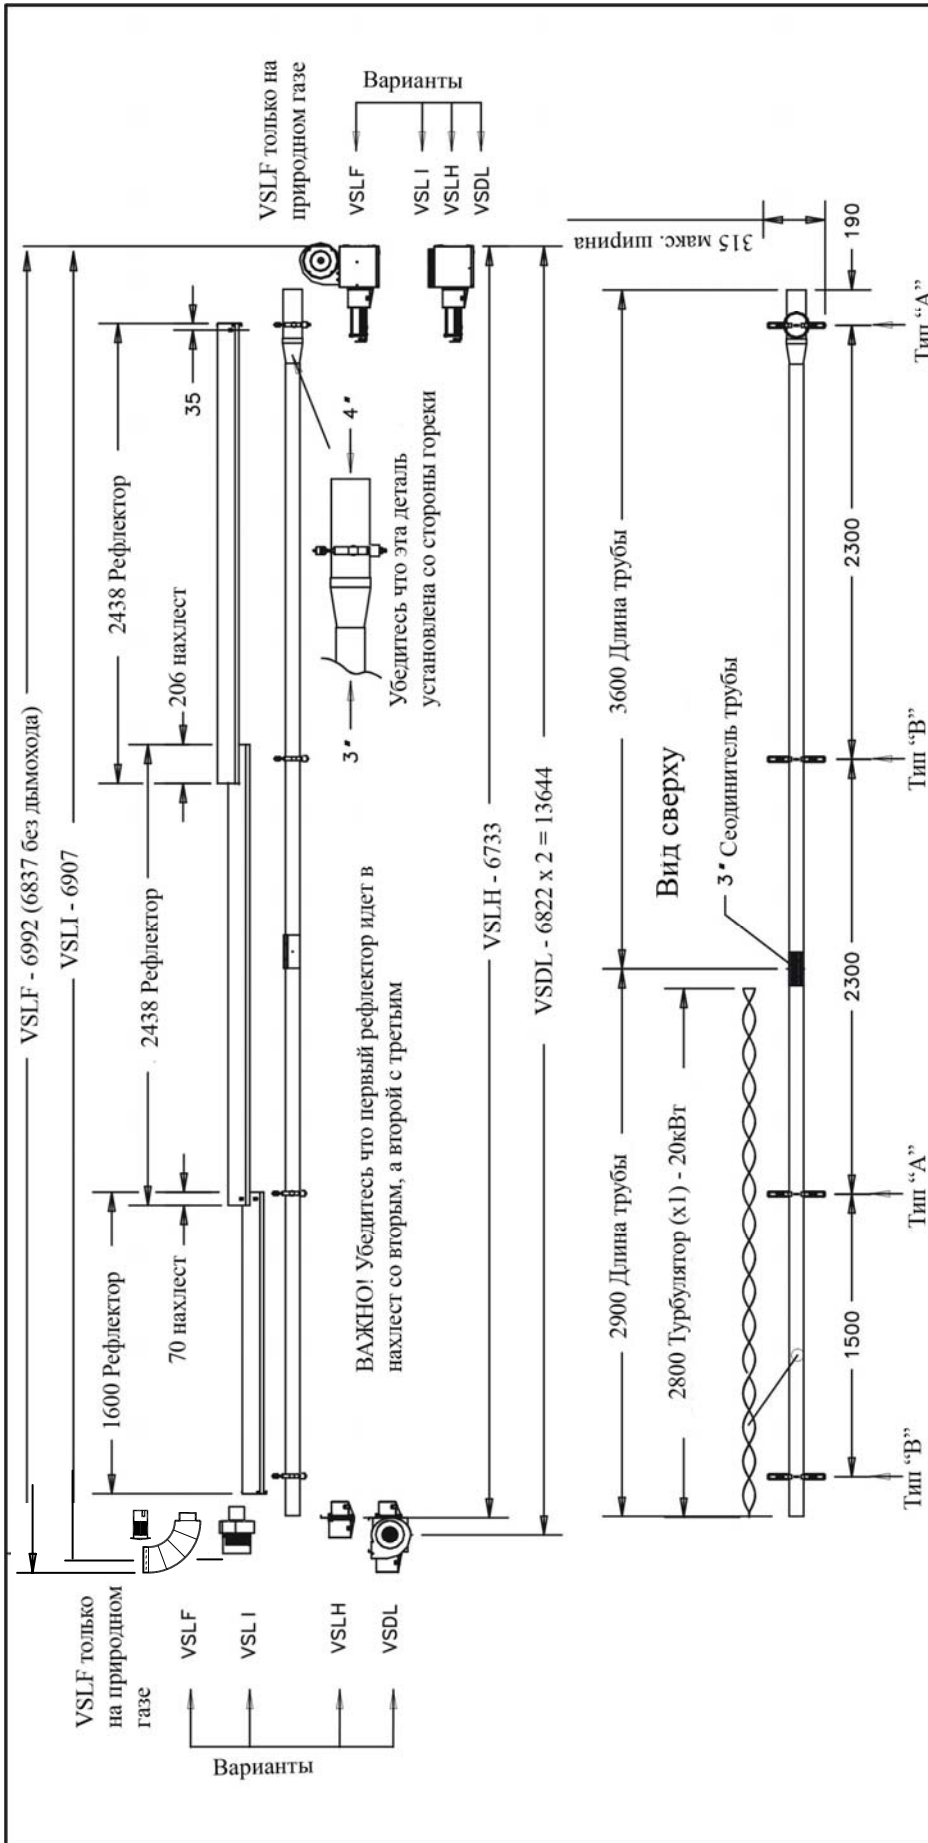 VSLF только
на природном
газе
VSLF
VSL I
VSLH
VSDL
Варианты
VSLF - 6992 (6837 без дымохода)
VSLI - 6907
1600 Рефлектор
70 нахлест
2438 Рефлектор
206 нахлест
2438 Рефлектор
35
VSLF только на
природном газе
Варианты
VSLF
VSL I
VSLH
VSDL
3"
4"
Убедитесь что эта деталь
установлена со стороны гореки
ВАЖНО! Убедитесь что первый рефлектор идет в
нахлест со вторым, а второй с третьим
VSLH - 6733
VSDL - 6822 x 2 = 13644
315 макс. ширина
2900 Длина трубы
3600 Длина трубы
190
Вид сверху
2800 Турбулятор (x1) - 20кВт
3" Сеодинитель трубы
1500
2300
2300
Тип “В”
Тип “А”
Тип “В”
Тип “А”